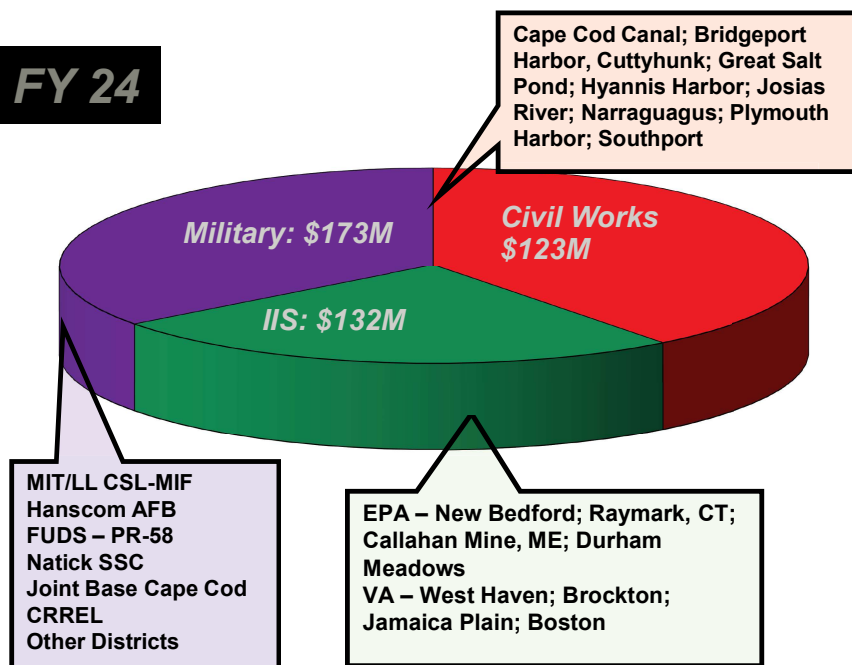 FY 24
Cape Cod Canal; Bridgeport
Harbor, Cuttyhunk; Great Salt
Pond; Hyannis Harbor; Josias
River; Narraguagus; Plymouth
Harbor; Southport
Military: $173M
Civil Works
$123M
IIS: $132M
MIT/LL CSL-MIF
Hanscom AFB
FUDS – PR-58
Natick SSC
Joint Base Cape Cod
CRREL
Other Districts
EPA – New Bedford; Raymark, CT;
Callahan Mine, ME; Durham
Meadows
VA – West Haven; Brockton;
Jamaica Plain; Boston